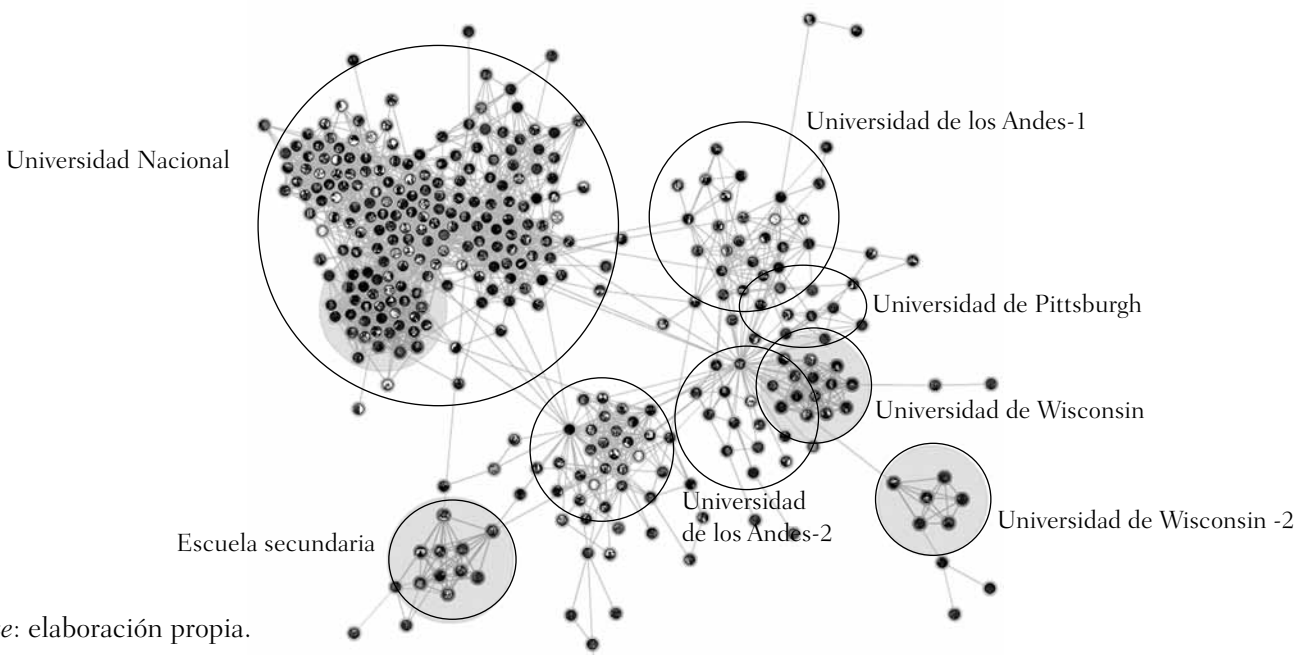 Universidad de los Andes-1
Universidad Nacional
Universidad de Pittsburgh
Universidad de Wisconsin
Universidad
de los Andes-2
Universidad de Wisconsin -2
Escuela secundaria
e: elaboración propia.